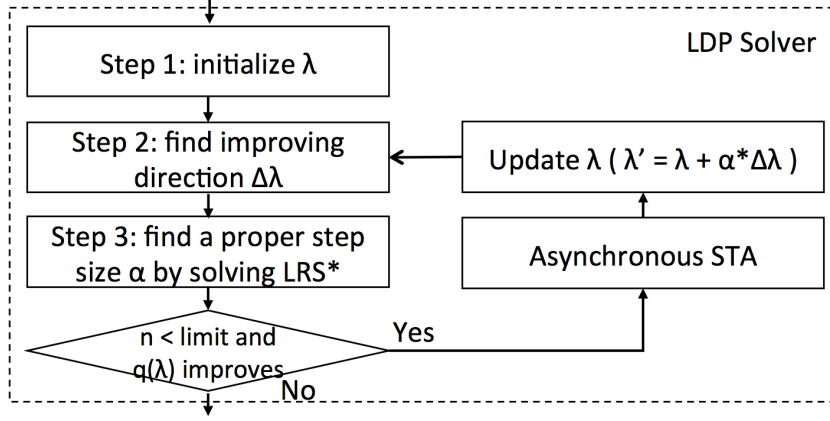 LDP Solver
Step 1: initialize λ
Step 2: find improving
direction Δλ
Update λ ( λ’ = λ + α*Δλ )
Step 3: find a proper step
size α by solving LRS*
Asynchronous STA
n < limit and
q(λ) improves
Yes
No